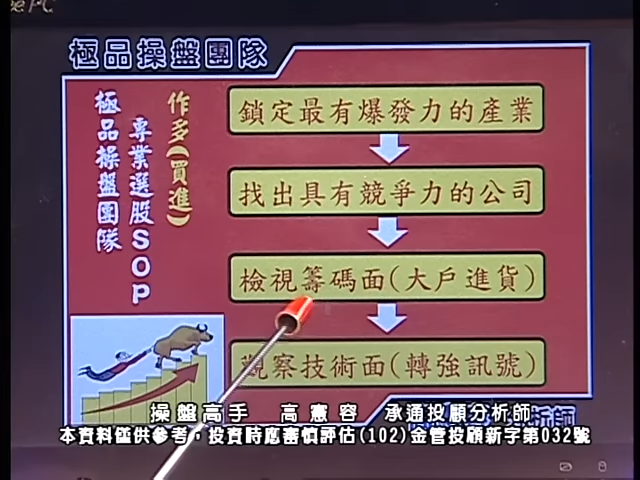 極品操盤團隊
作多(買進)
專業選股SOP
極品操盤團隊
鎖定最有爆發力的產業
找出具有競爭力的公司
檢視籌碼面(大戶進貨)
觀察技術面(轉強訊號)
操盤高手 高憲容 承通投顧分析師
本資料僅供參考,投資時應審慎評估(102)金管投顧新字第032號